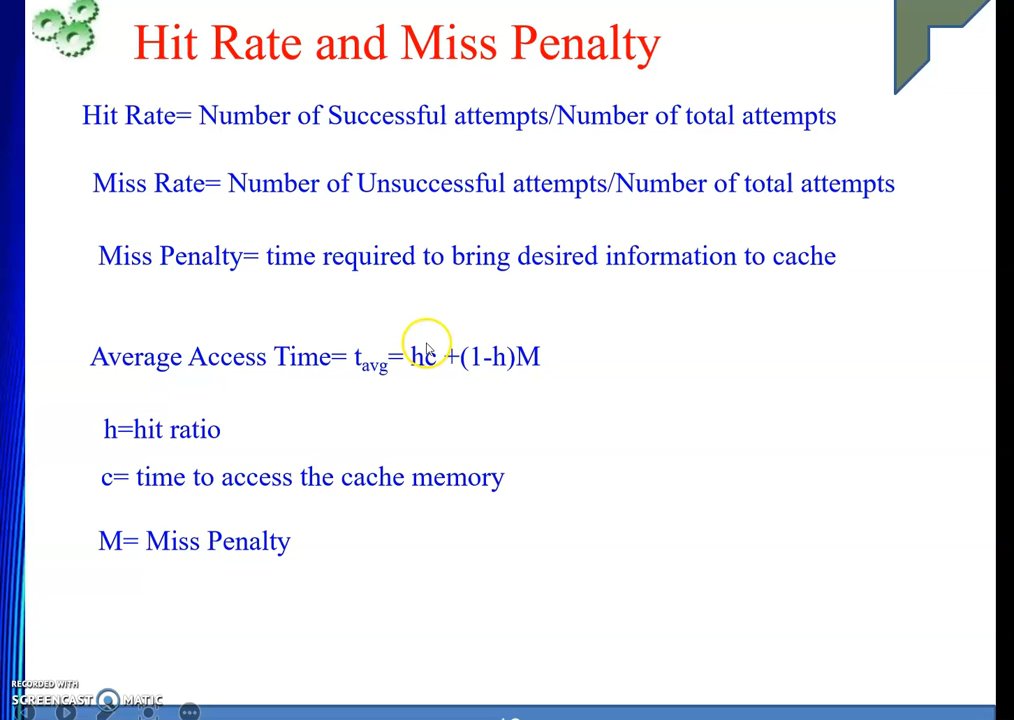 Hit Rate and Miss Penalty
Hit Rate= Number of Successful attempts/Number of total attempts
Miss Rate= Number of Unsuccessful attempts/Number of total attempts
Miss Penalty= time required to bring desired information to cache
Average Access Time= tavg= hc +(1-h)M
h=hit ratio
c= time to access the cache memory
M= Miss Penalty
RECORDED WITH
SCREENCAST MATIC